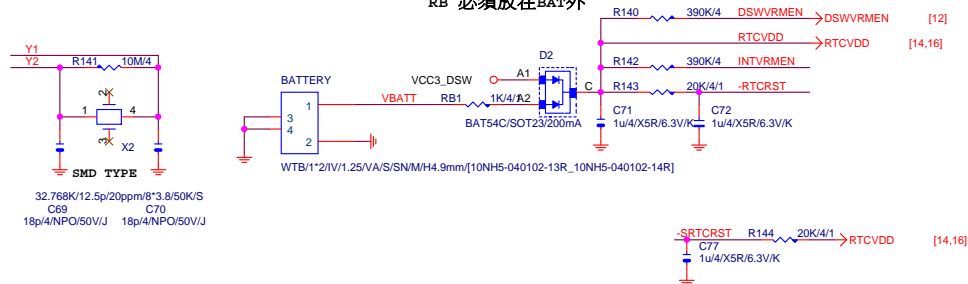 RB 必須放在BAT外
R140 390K/4 DSWVRMEN DSWVRMEN [12]
RTCVDD RTCVDD [14,16]
Y1
Y2 R141 10M/4
D2
R142 390K/4 INTVRMEN
BATTERY VCC3_DSW A1
C R143 20K/4/1 -RTCRST
2
1 4
3 X2
1 VBATT RB1 1K/4/1 A2
3
4
2
BAT54C/SOT23/200mA
C71 C72
1u/4/X5R/6.3V/K 1u/4/X5R/6.3V/K
SMD TYPE
WTB/1*2/IV/1.25/VA/S/SN/M/H4.9mm/[10NH5-040102-13R_10NH5-040102-14R]
32.768K/12.5p/20ppm/8*3.8/50K/S
C69 C70
18p/4/NPO/50V/J 18p/4/NPO/50V/J
-SRTCRST R144 20K/4/1 RTCVDD [14,16]
C77
1u/4/X5R/6.3V/K